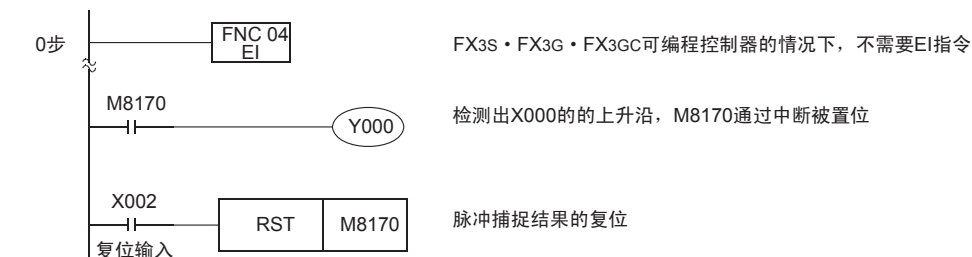 0步
FNC 04
EI
FX3S・FX3G・FX3GC可编程控制器的情况下，不需要EI指令
M8170
Y000
检测出X000的的上升沿，M8170通过中断被置位
X002
RST
M8170
脉冲捕捉结果的复位
复位输入